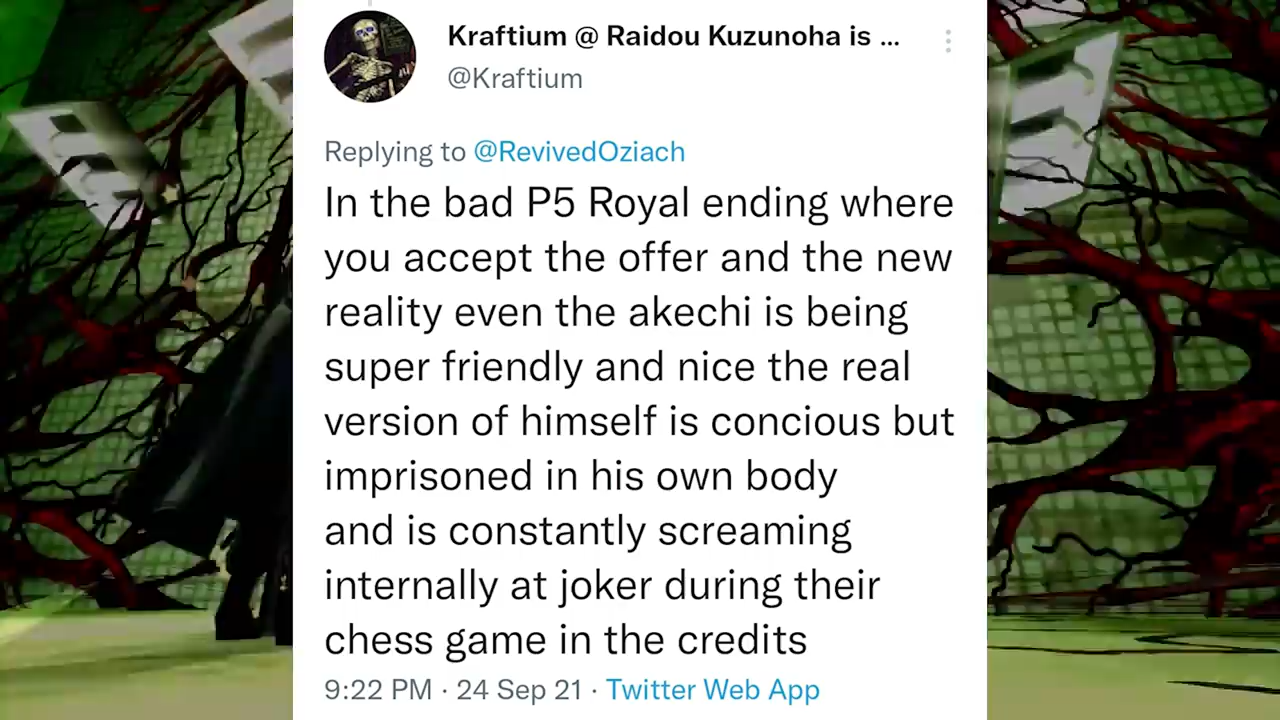 Kraftium @ Raidou Kuzunoha is ...
@Kraftium
Replying to @RevivedOziach
In the bad P5 Royal ending where
you accept the offer and the new
reality even the akechi is being
super friendly and nice the real
version of himself is concious but
imprisoned in his own body
and is constantly screaming
internally at joker during their
chess game in the credits
9:22 PM · 24 Sep 21 · Twitter Web App